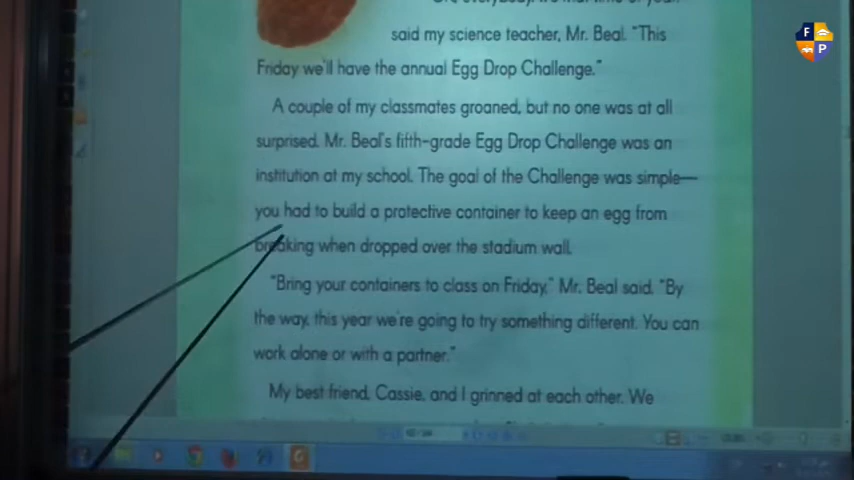 said my science teacher, Mr. Beal. "This
Friday we'll have the annual Egg Drop Challenge."
A couple of my classmates groaned, but no one was at all
surprised. Mr. Beal's fifth-grade Egg Drop Challenge was an
institution at my school. The goal of the Challenge was simple—
you had to build a protective container to keep an egg from
breaking when dropped over the stadium wall.
"Bring your containers to class on Friday," Mr. Beal said. "By
the way, this year we're going to try something different. You can
work alone or with a partner."
My best friend, Cassie, and I grinned at each other. We
F
P